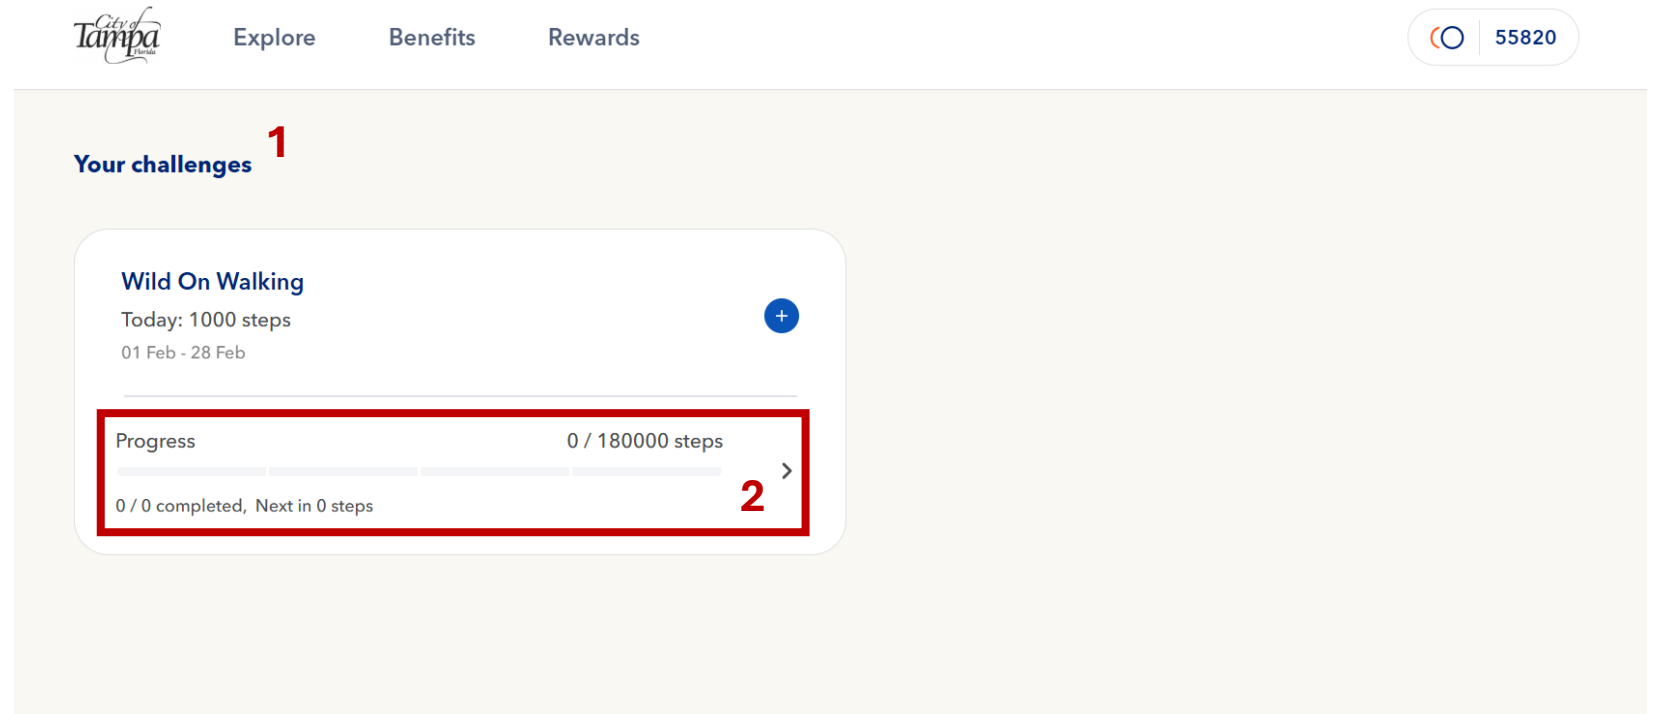 City of
Tampa
Florida
Explore
Benefits
Rewards
55820
Your challenges
1
Wild On Walking
Today: 1000 steps
+
01 Feb - 28 Feb
Progress
0 / 180000 steps
2
0 / 0 completed, Next in 0 steps